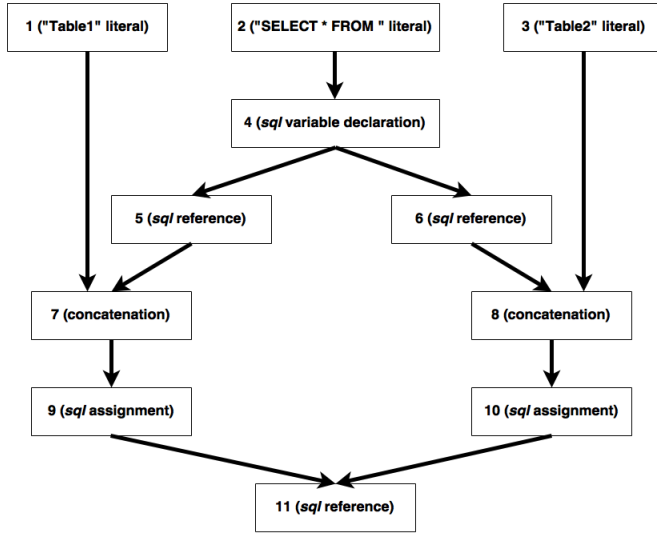 1 ("Table1" literal)
2 ("SELECT * FROM " literal)
3 ("Table2" literal)
4 (sql variable declaration)
5 (sql reference)
6 (sql reference)
7 (concatenation)
8 (concatenation)
9 (sql assignment)
10 (sql assignment)
11 (sql reference)